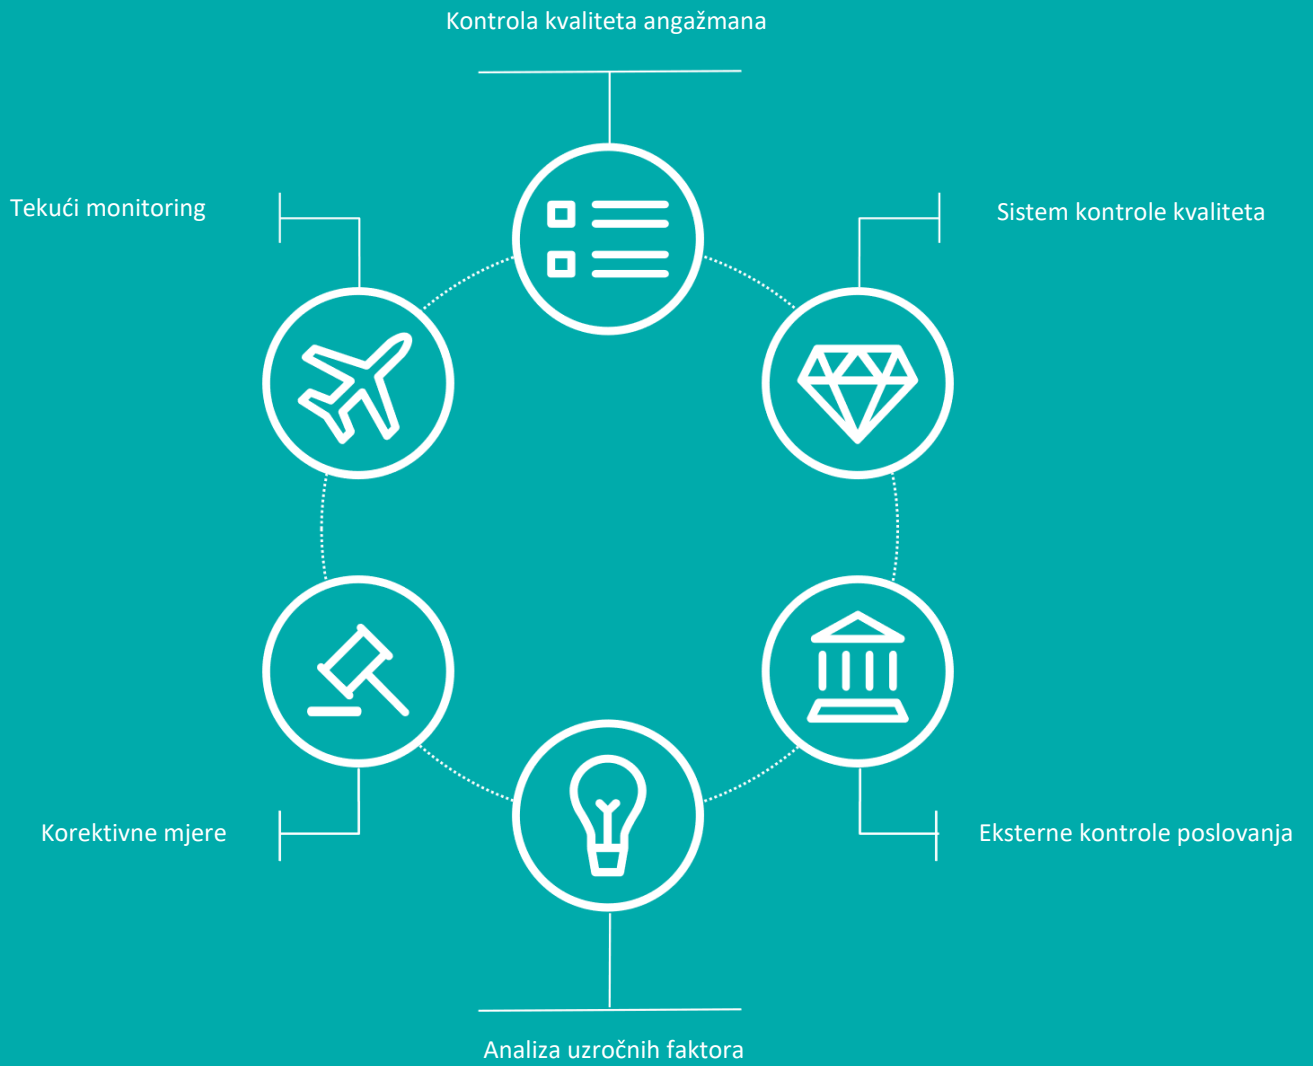 Kontrola kvaliteta angažmana
Tekući monitoring
Sistem kontrole kvaliteta
Korektivne mjere
Eksterne kontrole poslovanja
Analiza uzročnih faktora